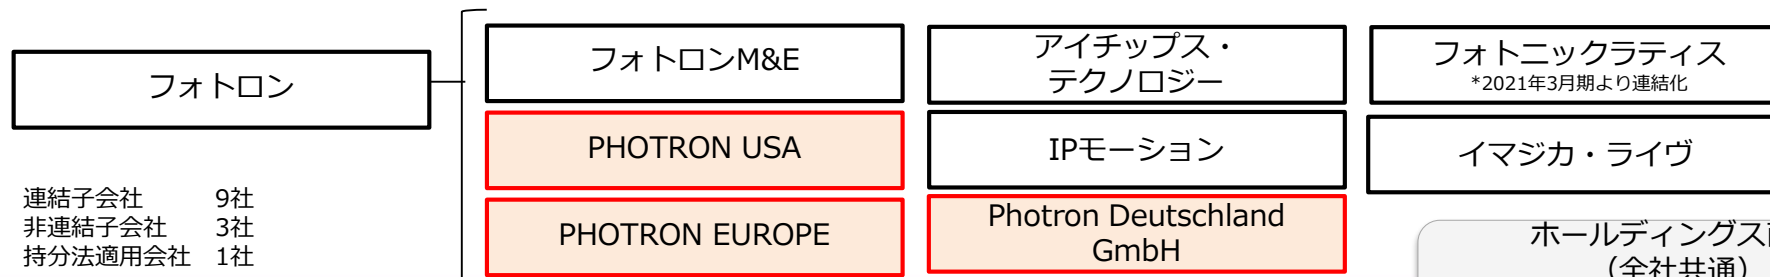 フォトロン
フォトロンM&E
アイチップス・
テクノロジー
フォトニックラティス
*2021年3月期より連結化
PHOTRON USA
IPモーション
イマジカ・ライヴ
PHOTRON EUROPE
Photron Deutschland
GmbH
連結子会社 9社
非連結子会社 3社
持分法適用会社 1社
ホールディングス
(全社共通)